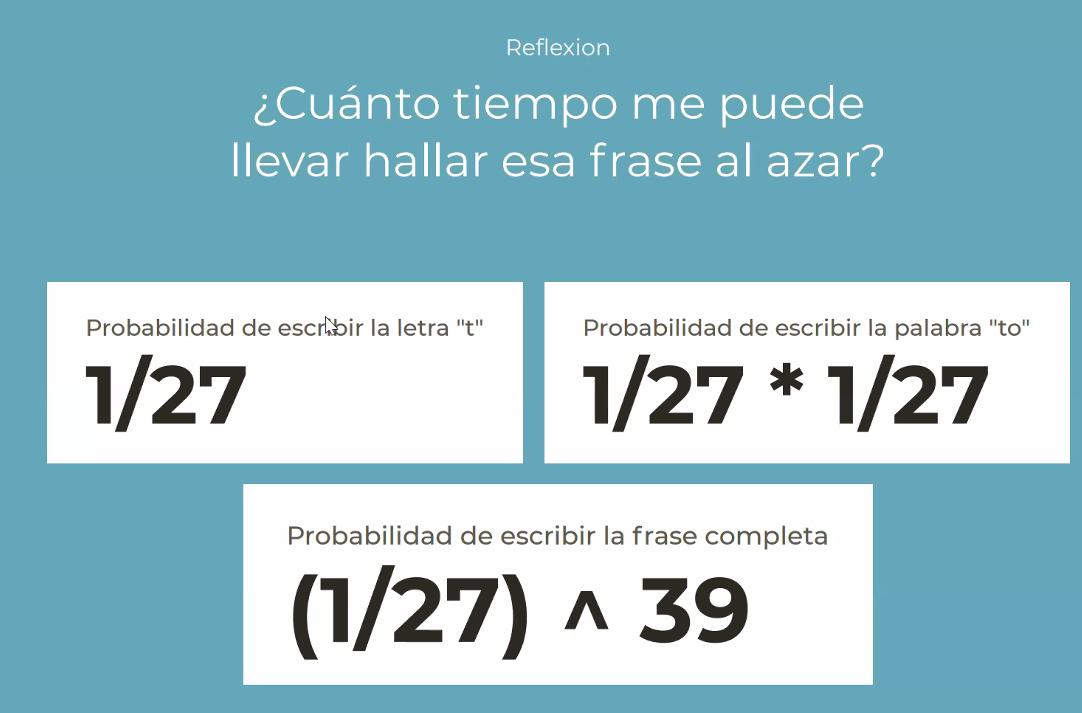 Reflexion
¿Cuánto tiempo me puede
llevar hallar esa frase al azar?
Probabilidad de escribir la letra "t"
1/27
Probabilidad de escribir la palabra "to"
1/27 * 1/27
Probabilidad de escribir la frase completa
(1/27) ^ 39